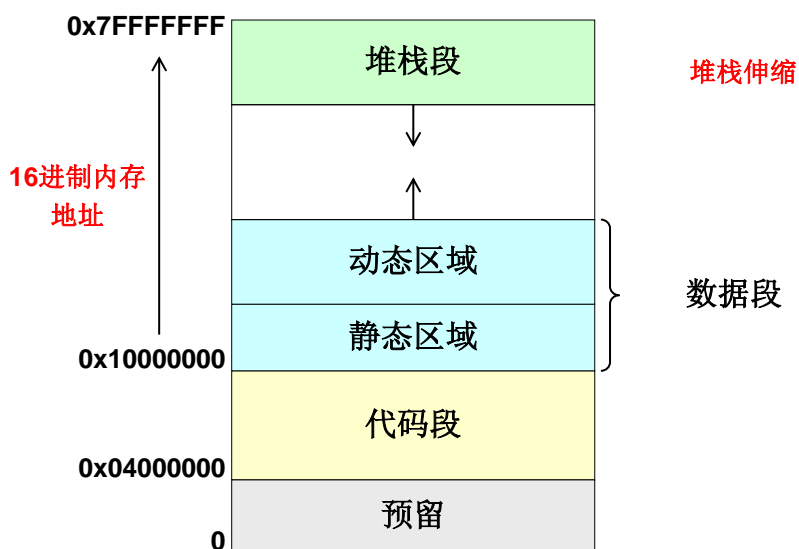 0x7FFFFFFF
堆栈段
堆栈伸缩
16进制内存
地址
动态区域
数据段
静态区域
0x10000000
代码段
0x04000000
预留
0